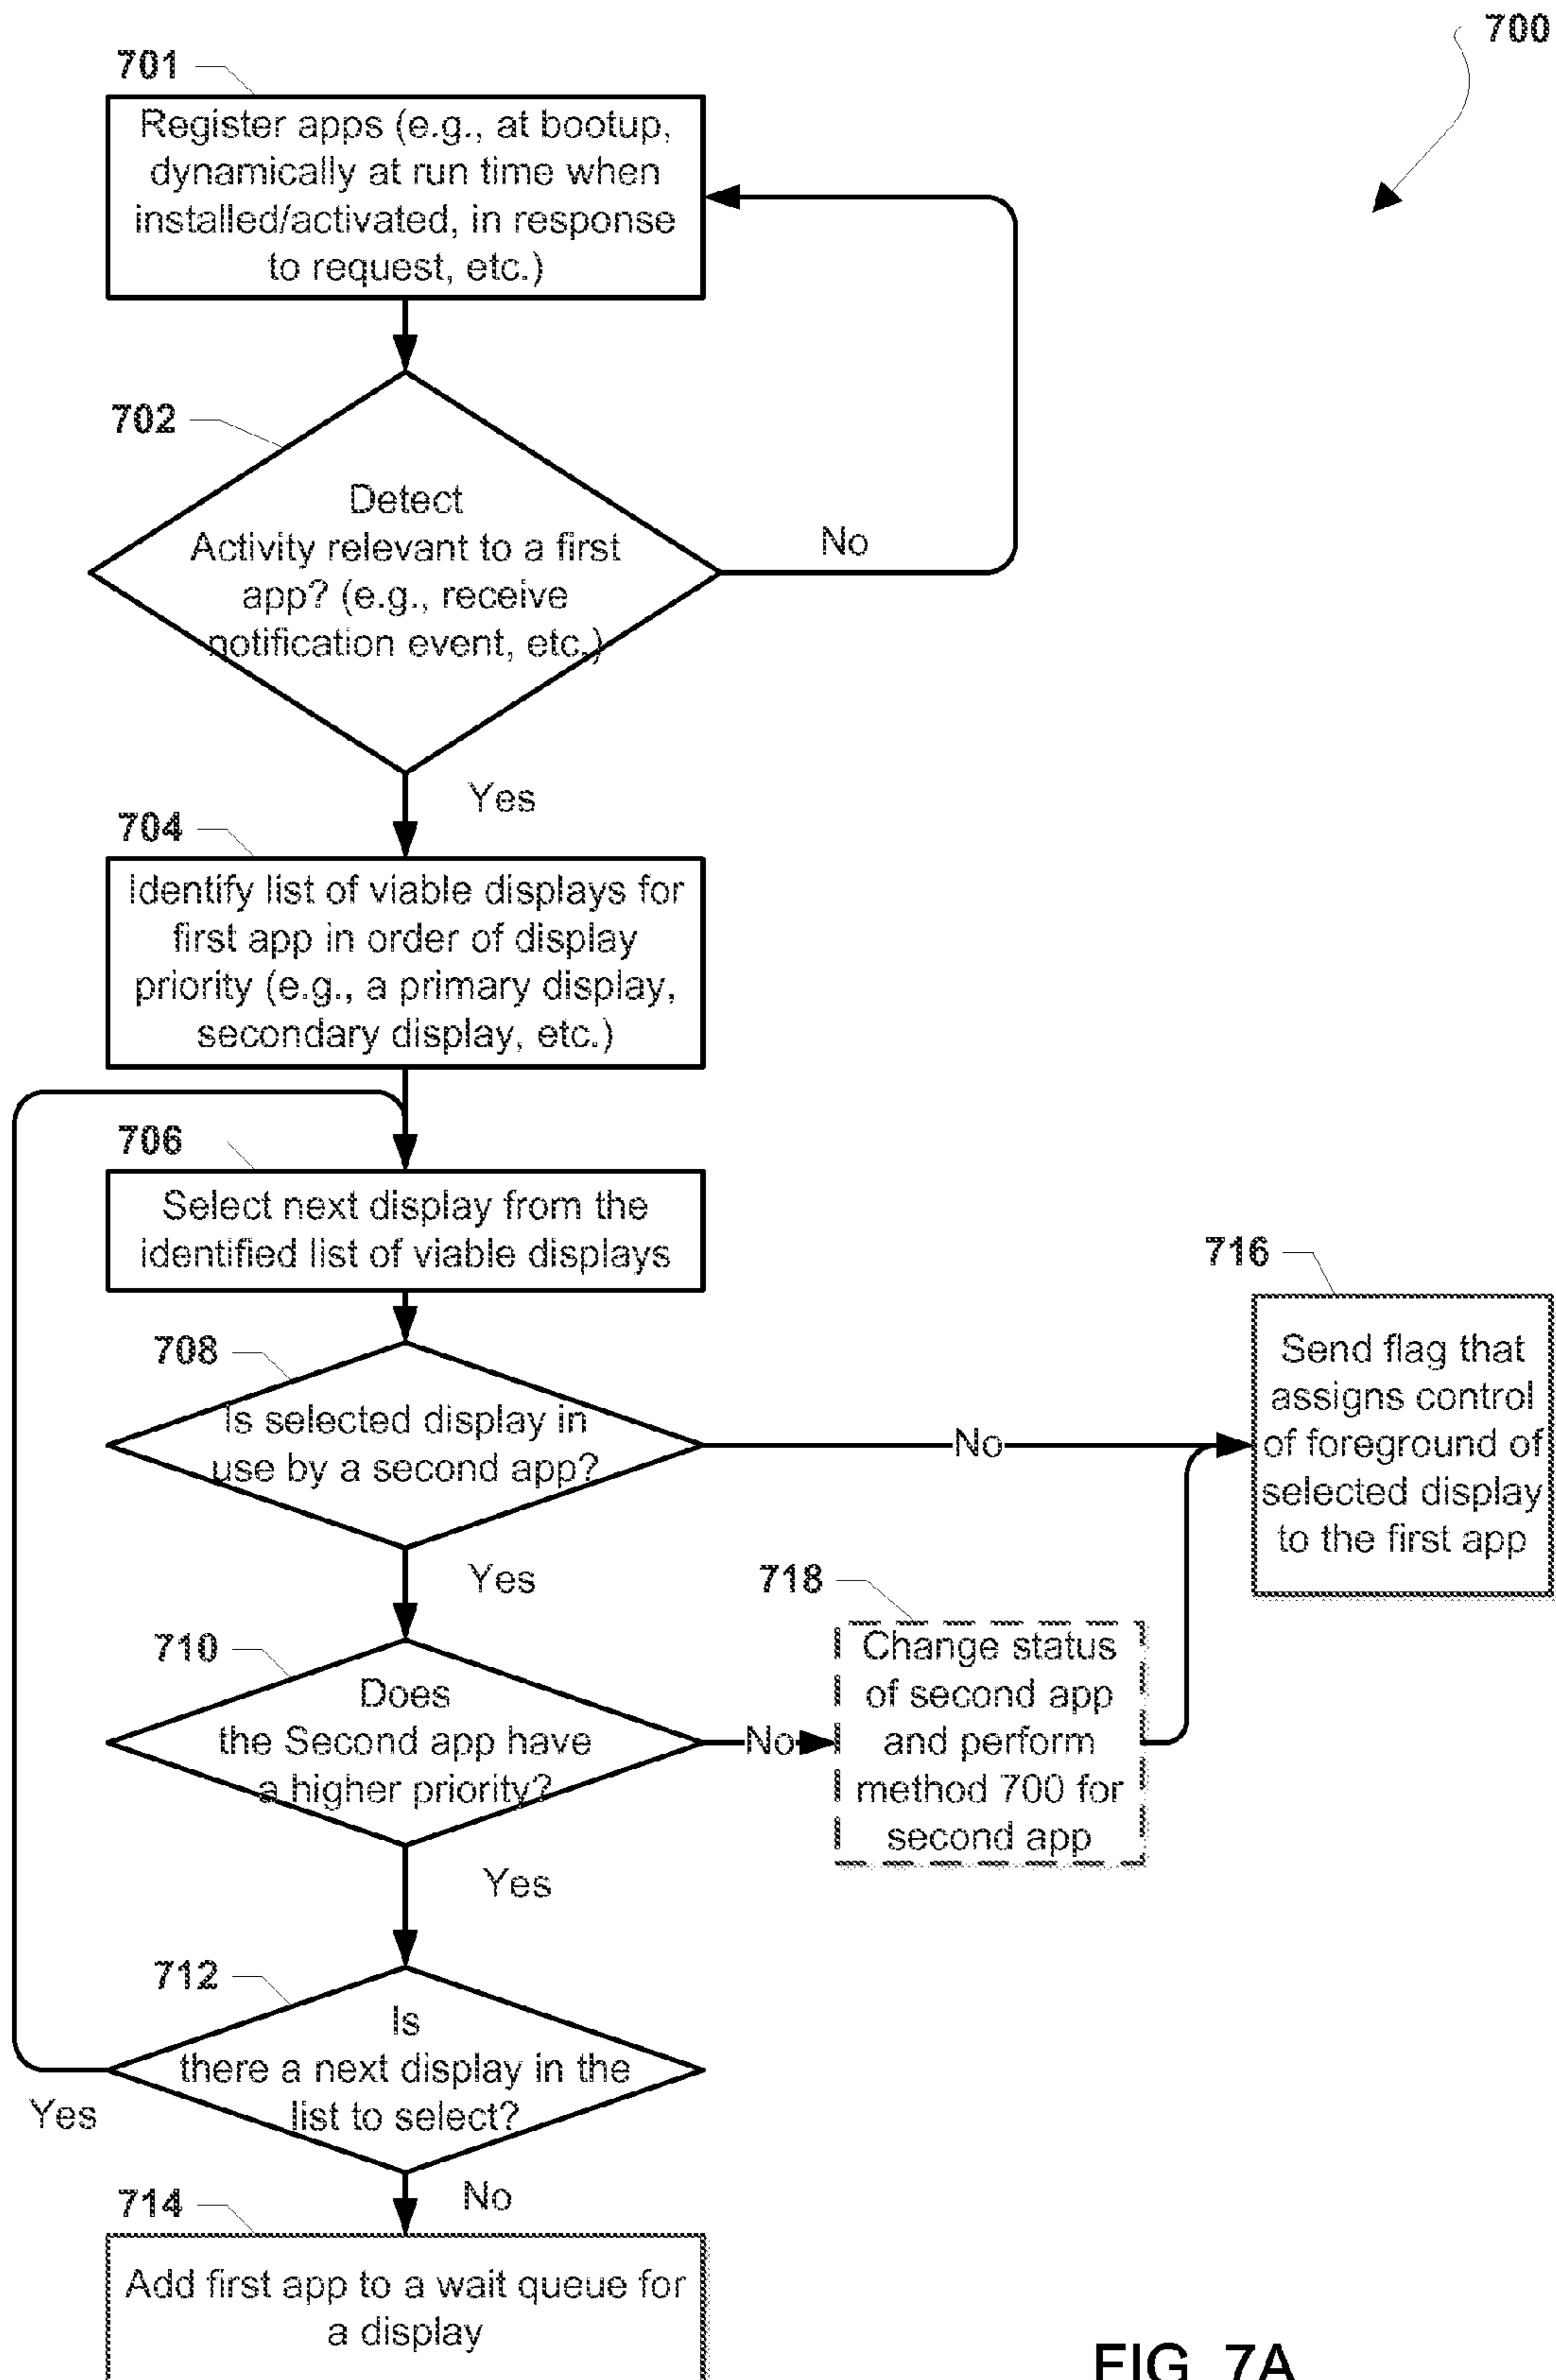 700
701
Register apps (e.g., at bootup,
dynamically at run time when
installed/activated, in response
to request, etc.)
702
Detect
Activity relevant to a first
app? (e.g., receive
notification event, etc.)
No
Yes
704
Identify list of viable displays for
first app in order of display
priority (e.g., a primary display,
secondary display, etc.)
706
Select next display from the
identified list of viable displays
708
Is selected display in
use by a second app?
No
Yes
716
Send flag that
assigns control
of foreground of
selected display
to the first app
710
Does
the Second app have
a higher priority?
No
Yes
718
Change status
of second app
and perform
method 700 for
second app
712
Is
there a next display in the
list to select?
Yes
No
714
Add first app to a wait queue for
a display
FIG. 7A